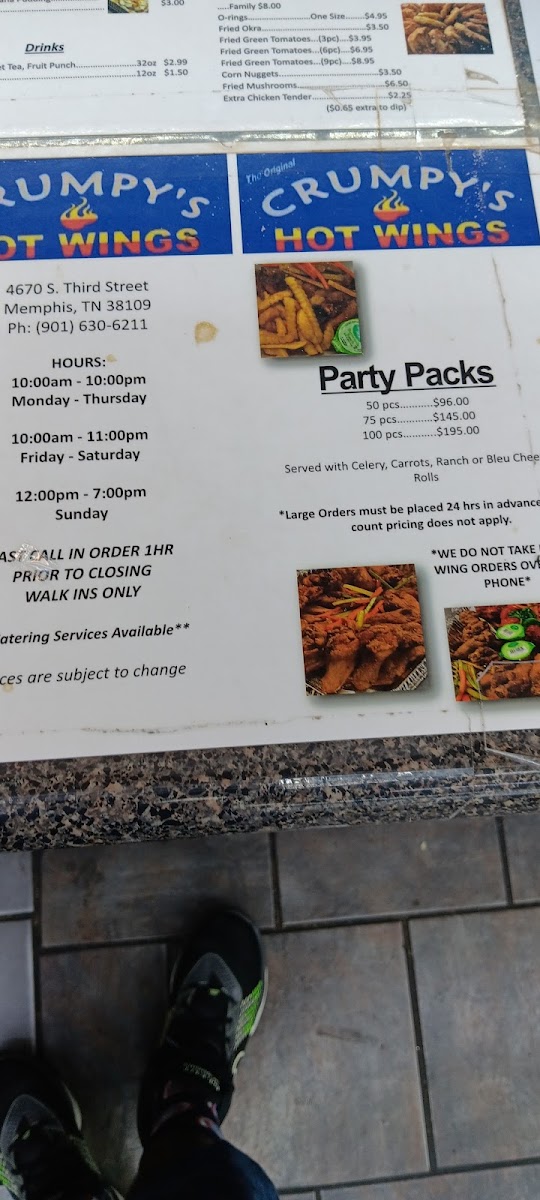 $3.00
Drinks
Tea, Fruit Punch 32oz $2.99
12oz $1.50
....Family $8.00
O-rings One Size $4.95
Fried Okra $3.50
Fried Green Tomatoes...(3pc)....$3.95
Fried Green Tomatoes...(6pc)....$6.95
Fried Green Tomatoes...(9pc)....$8.95
Corn Nuggets $3.50
Fried Mushrooms $6.50
Extra Chicken Tender $2.25
($0.65 extra to dip)
RUMPY'S
OT WINGS
4670 S. Third Street
Memphis, TN 38109
Ph: (901) 630-6211
HOURS:
10:00am - 10:00pm
Monday - Thursday
10:00am - 11:00pm
Friday - Saturday
12:00pm - 7:00pm
Sunday
AST CALL IN ORDER 1HR
PRIOR TO CLOSING
WALK INS ONLY
atering Services Available**
ces are subject to change
The Original
CRUMPY'S
HOT WINGS
Party Packs
50 pcs...........$96.00
75 pcs...........$145.00
100 pcs...........$195.00
Served with Celery, Carrots, Ranch or Bleu Chee
Rolls
*Large Orders must be placed 24 hrs in advance
count pricing does not apply.
*WE DO NOT TAKE
WING ORDERS OV
PHONE*